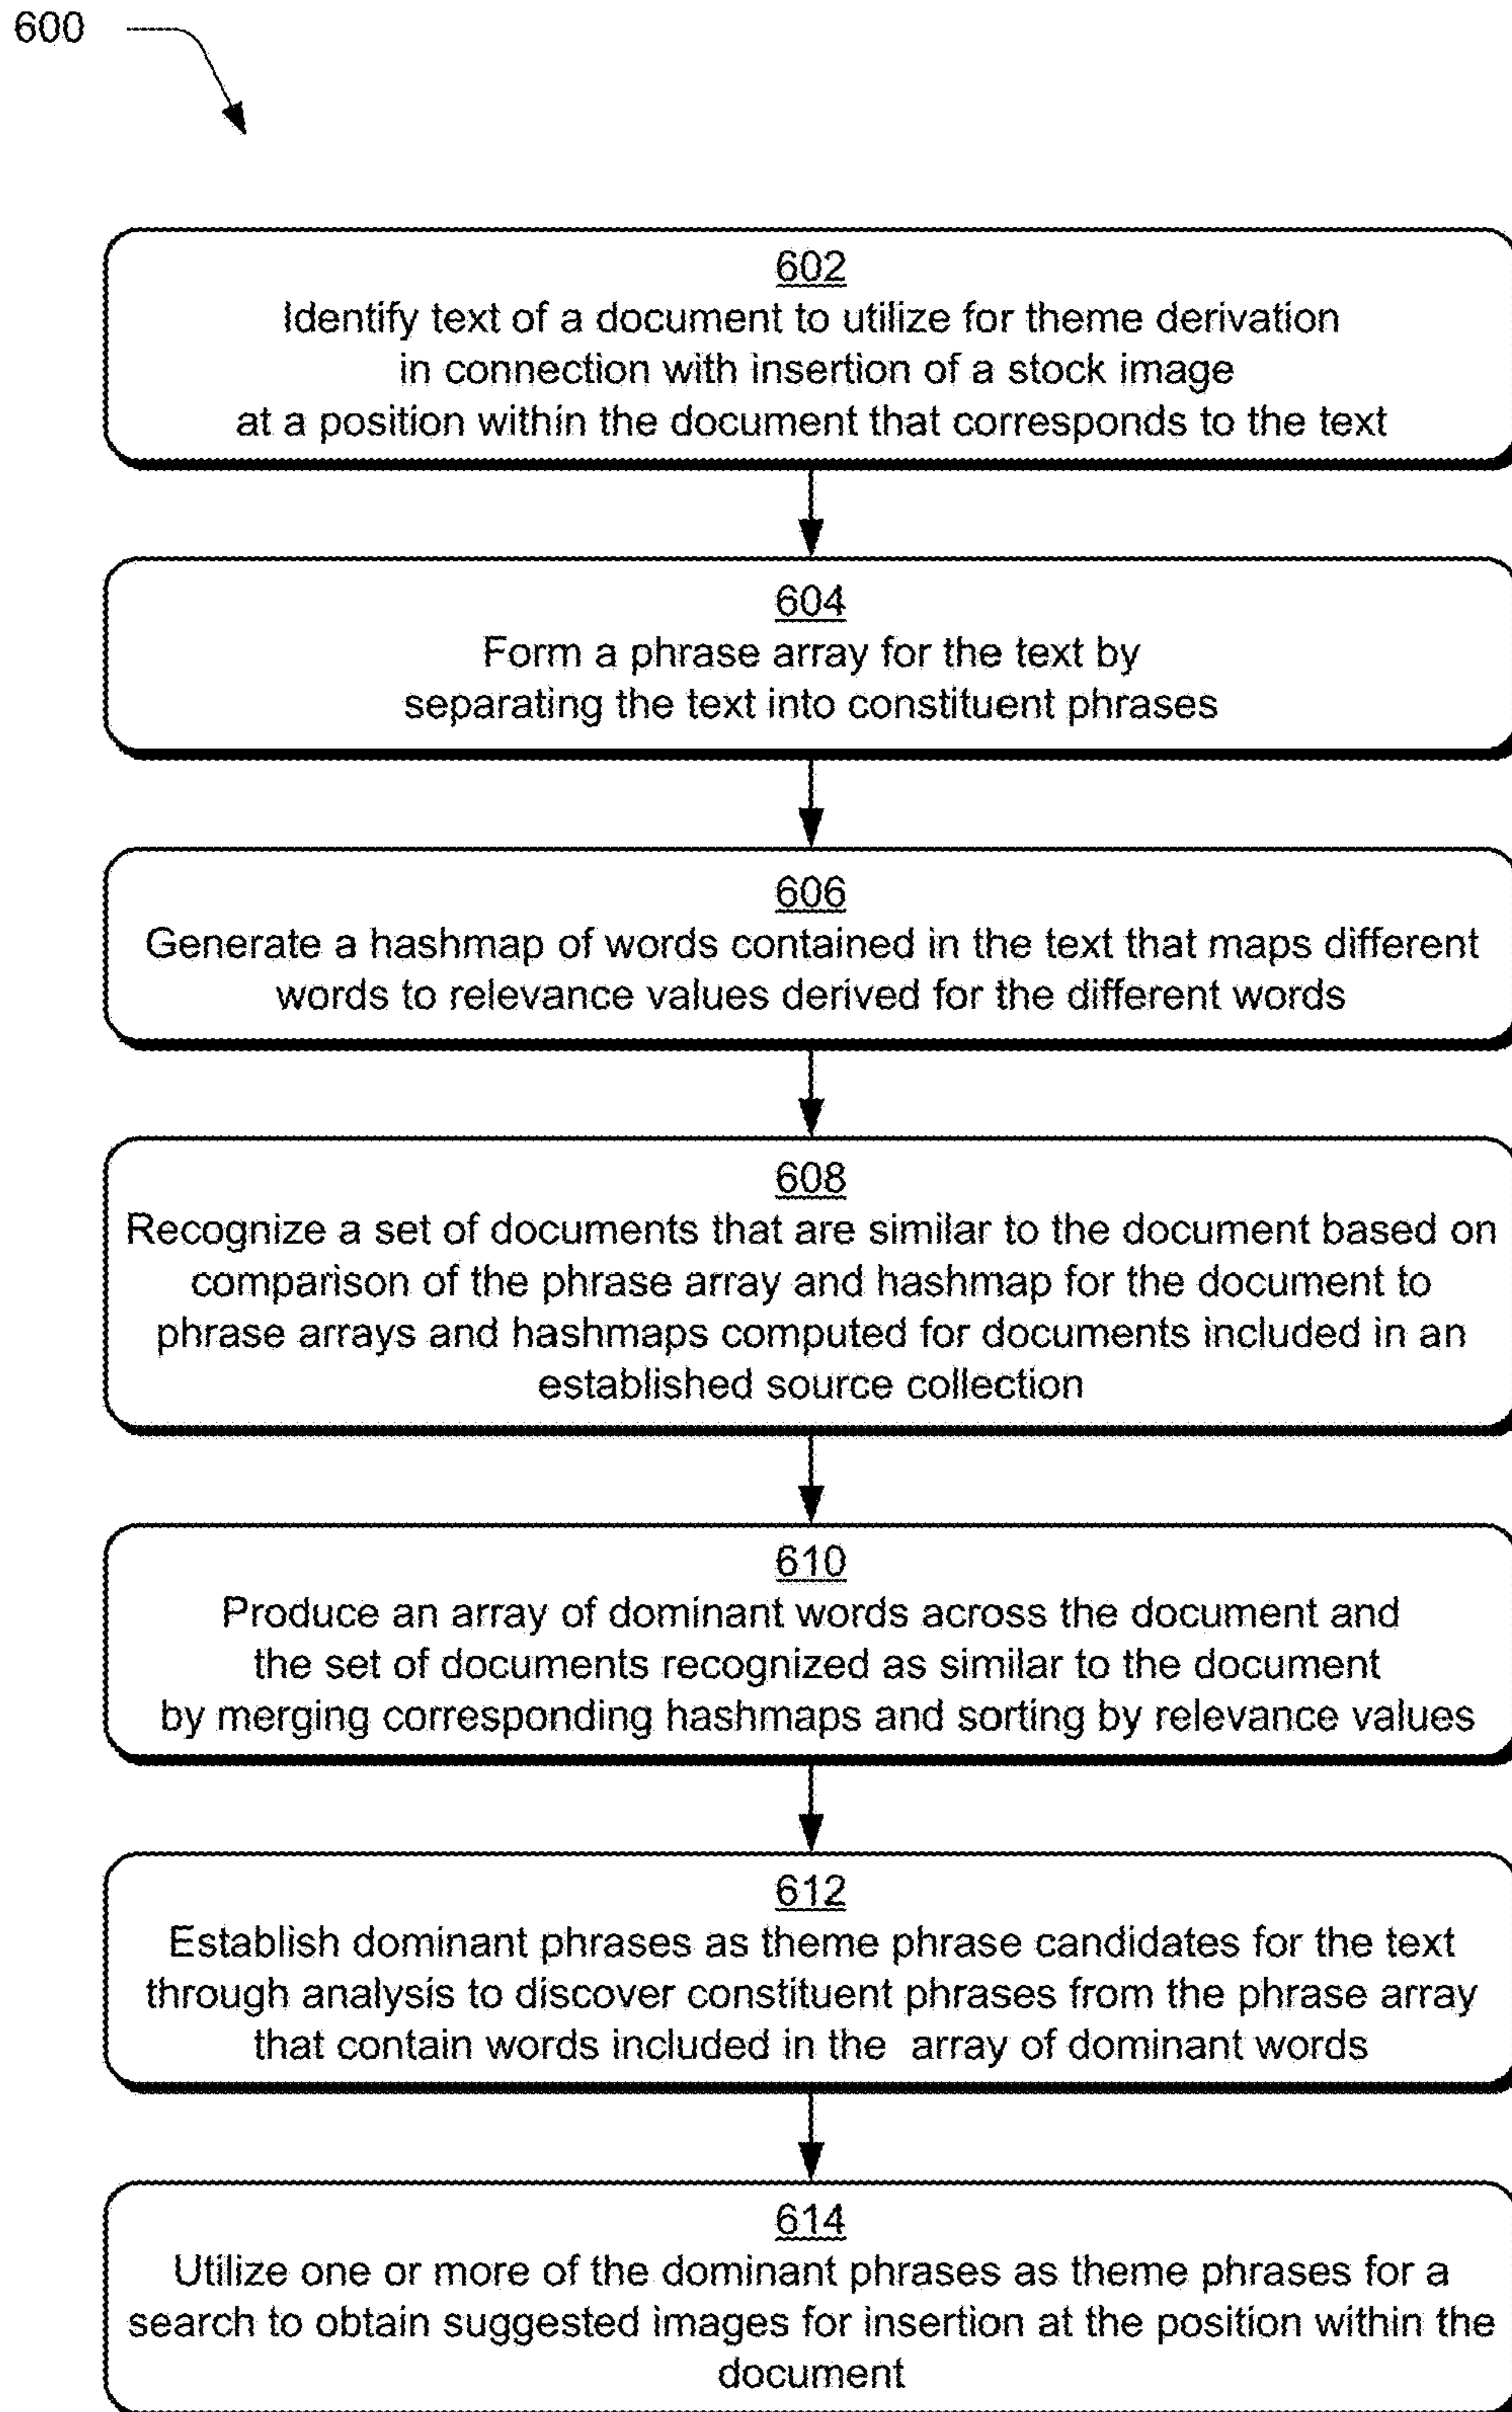 600
602
Identify text of a document to utilize for theme derivation
in connection with insertion of a stock image
at a position within the document that corresponds to the text
604
Form a phrase array for the text by
separating the text into constituent phrases
606
Generate a hashmap of words contained in the text that maps different
words to relevance values derived for the different words
608
Recognize a set of documents that are similar to the document based on
comparison of the phrase array and hashmap for the document to
phrase arrays and hashmaps computed for documents included in an
established source collection
610
Produce an array of dominant words across the document and
the set of documents recognized as similar to the document
by merging corresponding hashmaps and sorting by relevance values
612
Establish dominant phrases as theme phrase candidates for the text
through analysis to discover constituent phrases from the phrase array
that contain words included in the array of dominant words
614
Utilize one or more of the dominant phrases as theme phrases for a
search to obtain suggested images for insertion at the position within the
document